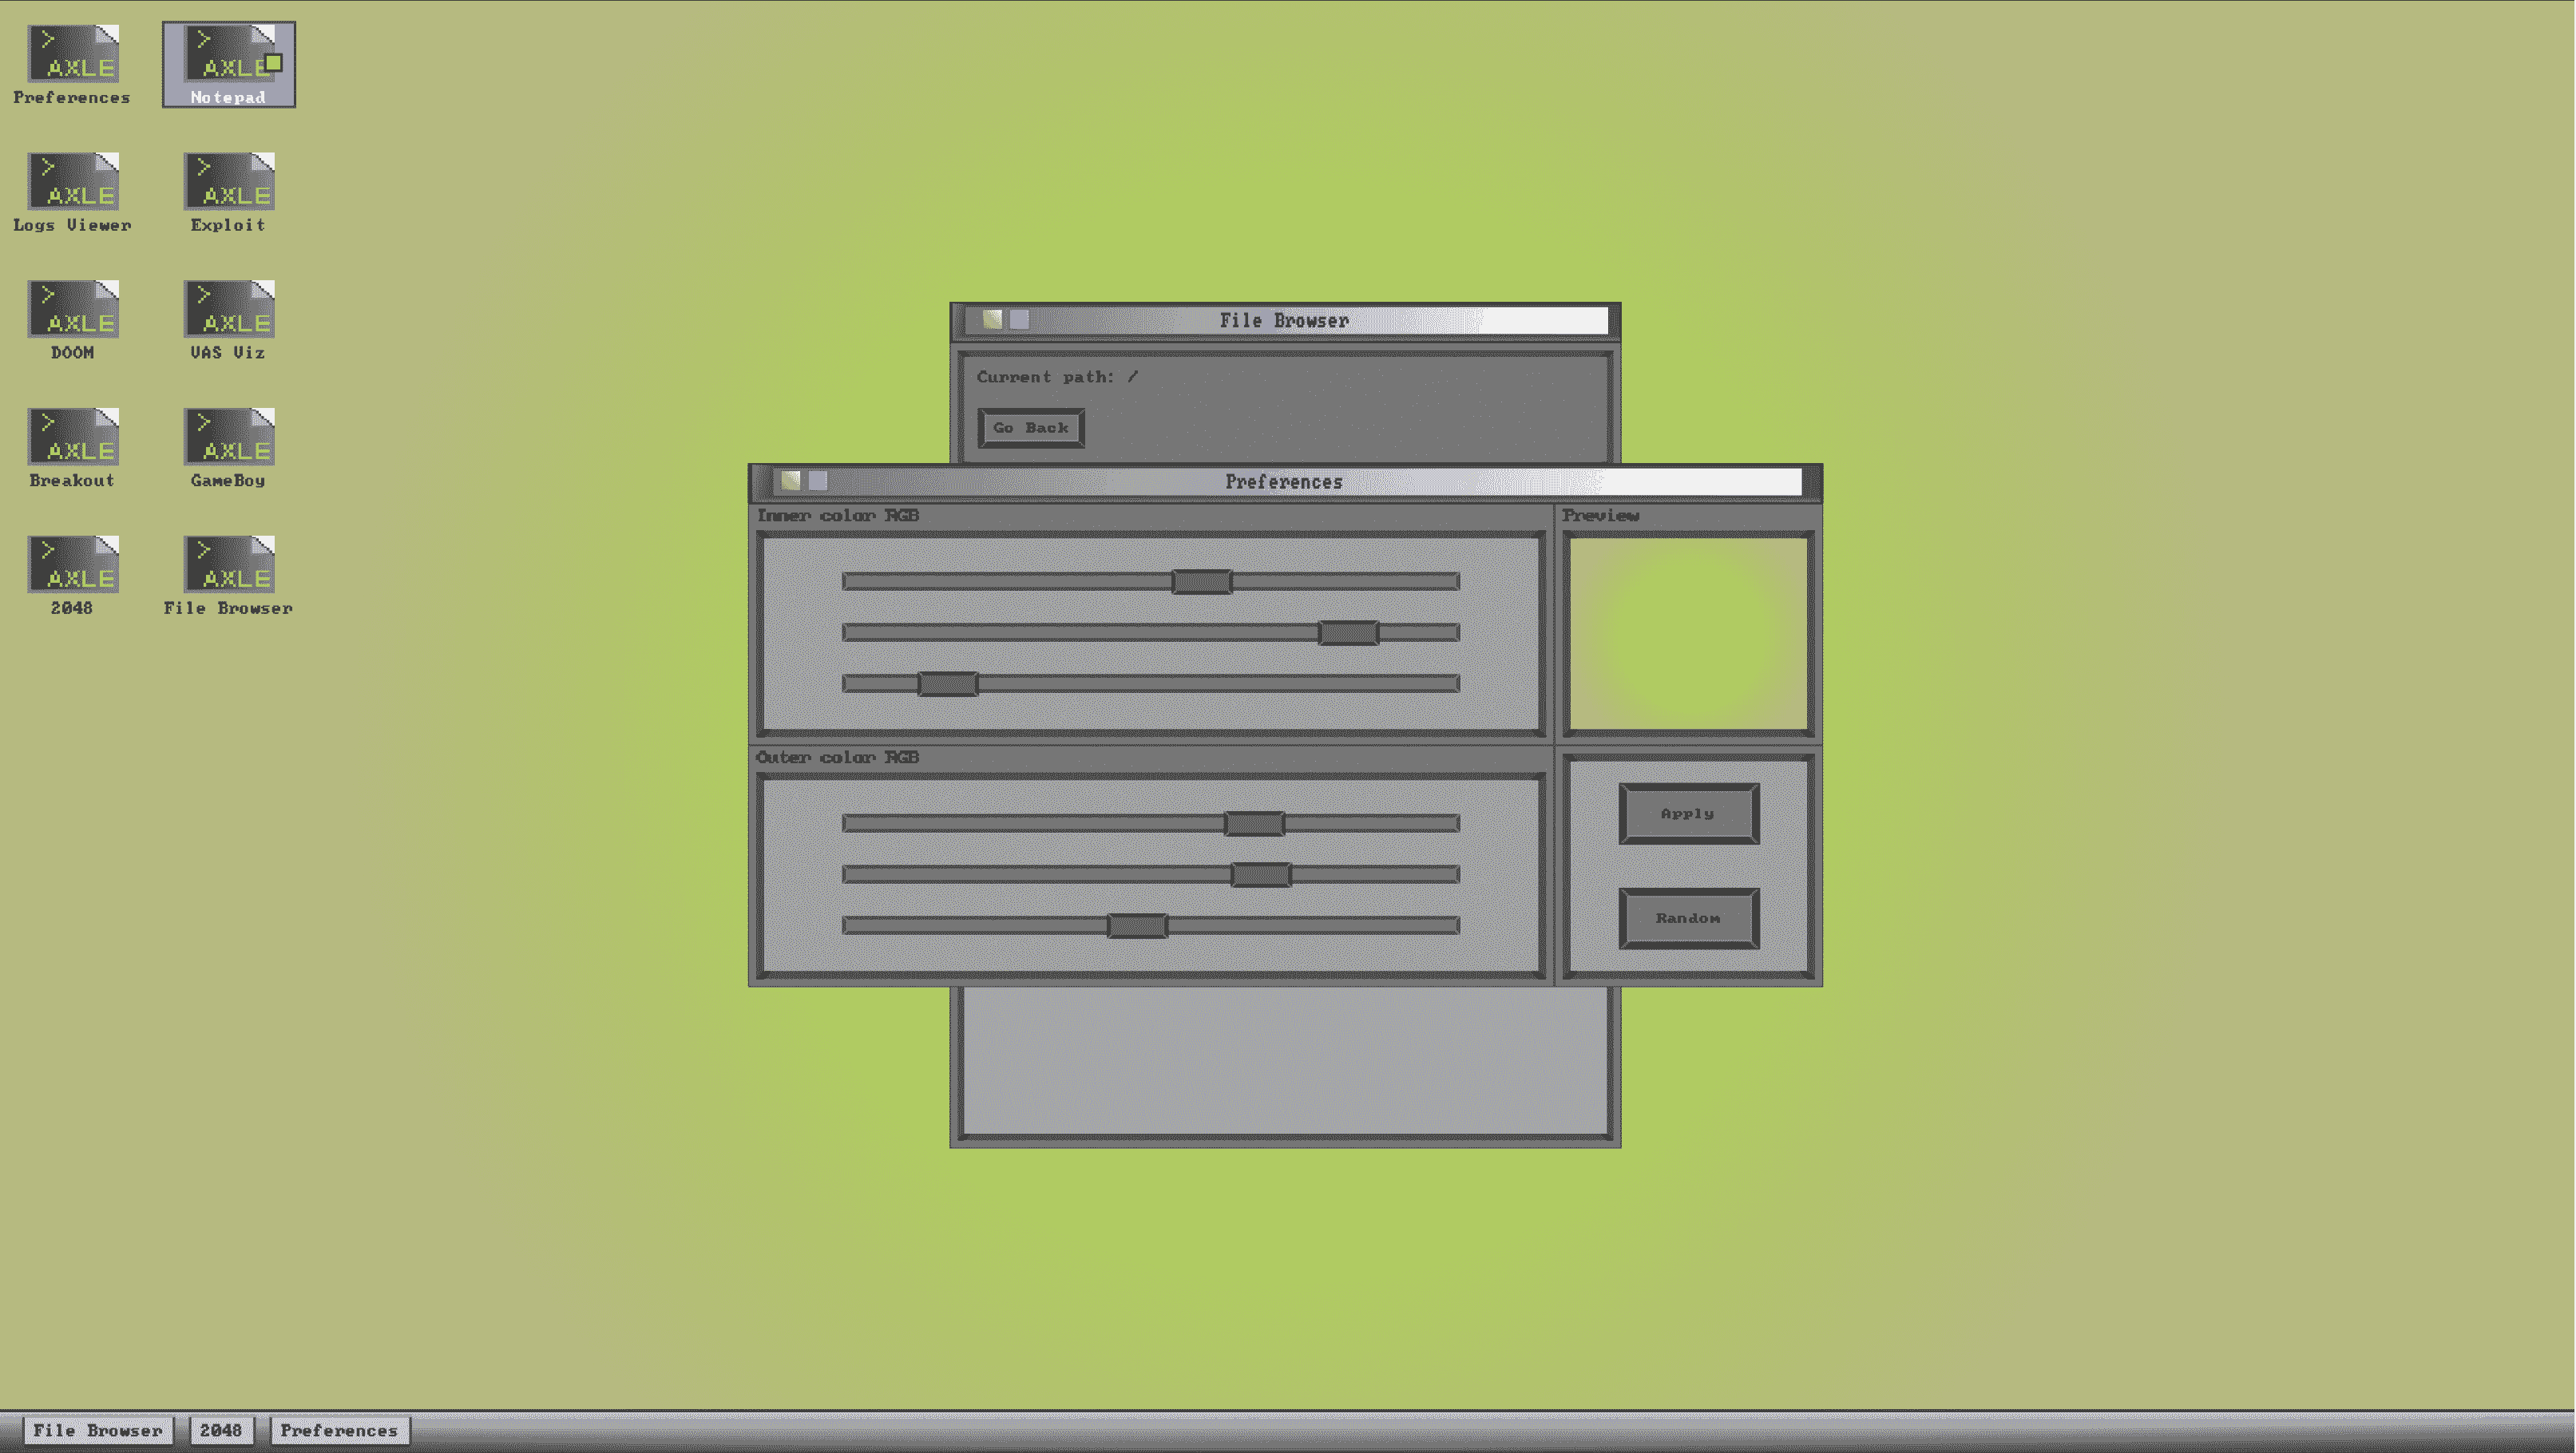 > AXLE
Preferences
> AXLE
Notepad
> AXLE
Logs Viewer
> AXLE
Exploit
> AXLE
DOOM
> AXLE
VAS Viz
> AXLE
Breakout
> AXLE
GameBoy
> AXLE
2048
> AXLE
File Browser
File Browser
Current path: /
Go Back
Preferences
Inner color RGB
Preview
Outer color RGB
Apply
Random
File Browser
2048
Preferences